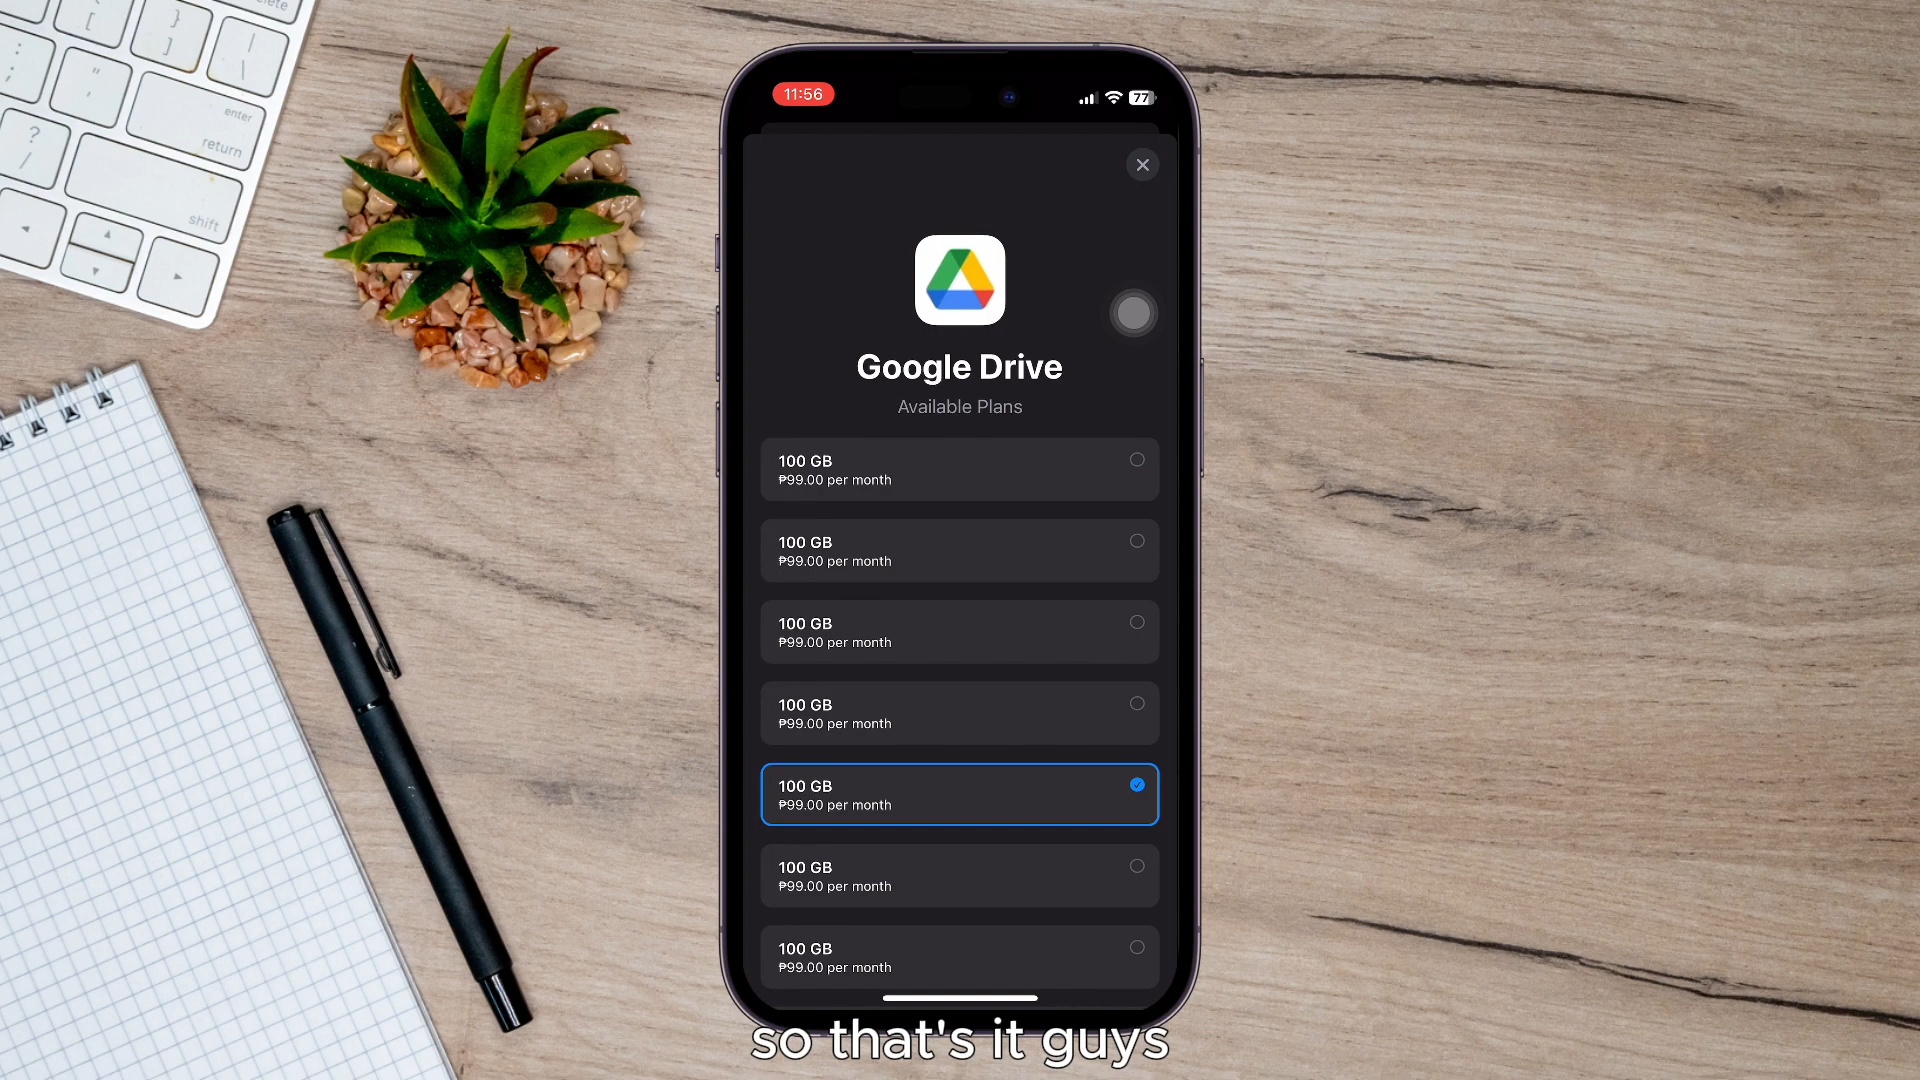 delete
{
[
}
]
|
\
:
;
"
'
enter
return
?
/
shift
11:56
77
Google Drive
Available Plans
100 GB
₱99.00 per month
100 GB
₱99.00 per month
100 GB
₱99.00 per month
100 GB
₱99.00 per month
100 GB
₱99.00 per month
100 GB
₱99.00 per month
100 GB
₱99.00 per month
so that's it guys